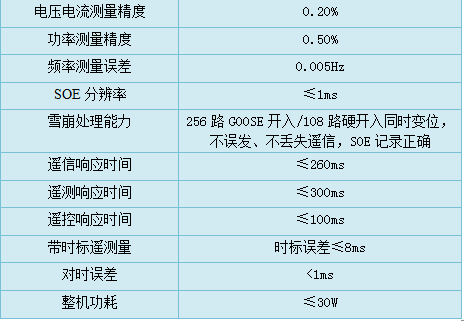 电压电流测量精度 0.20%
功率测量精度 0.50%
频率测量误差 0.005Hz
SOE 分辨率 ≤1ms
雪崩处理能力 256 路 GOOSE 开入/108 路硬开入同时变位，
不误发、不丢失遥信，SOE 记录正确
遥信响应时间 ≤260ms
遥测响应时间 ≤300ms
遥控响应时间 ≤100ms
带时标遥测量 时标误差≤8ms
对时误差 <1ms
整机功耗 ≤30W